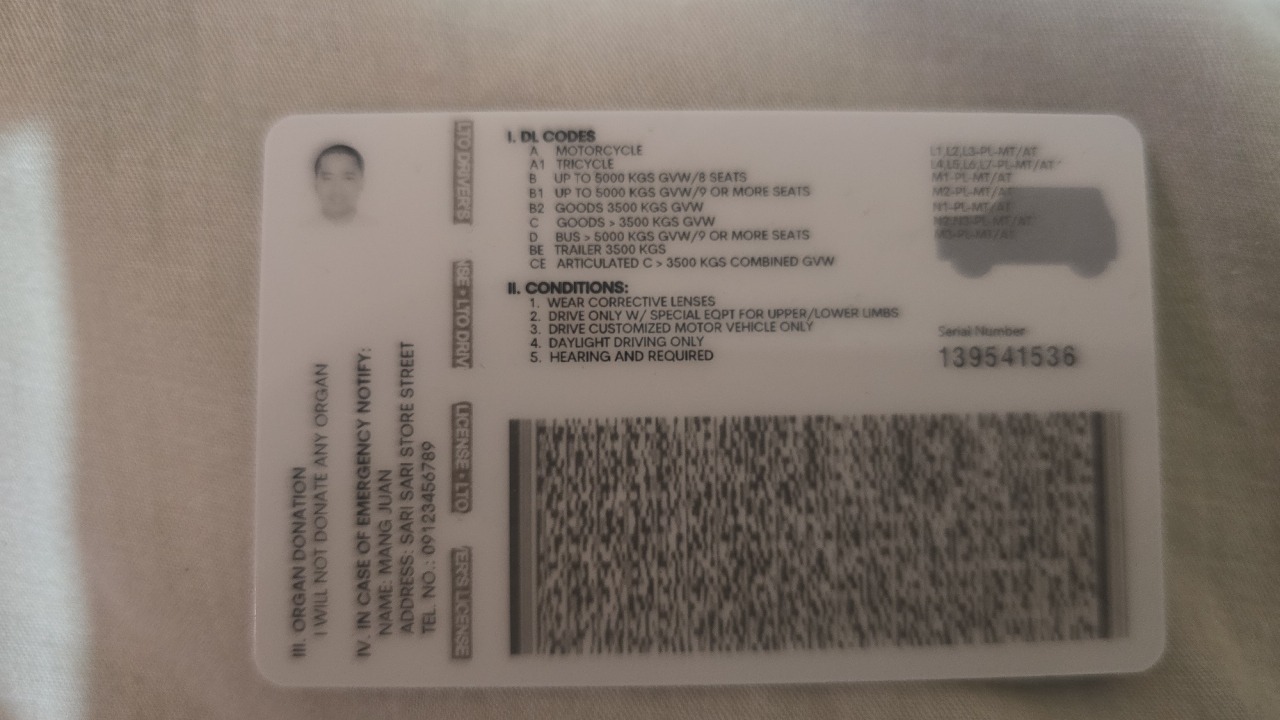 I. DL CODES
A MOTORCYCLE
A1 TRICYCLE
B UP TO 5000 KGS GVW/8 SEATS
B1 UP TO 5000 KGS GVW/9 OR MORE SEATS
B2 GOODS 3500 KGS GVW
C GOODS > 3500 KGS GVW
D BUS > 5000 KGS GVW/9 OR MORE SEATS
BE TRAILER 3500 KGS
CE ARTICULATED C > 3500 KGS COMBINED GVW
L1,L2,L3-PL-MT/AT
L4,L5,L6,L7-PL-MT/AT
M1-PL-MT/AT
M2-PL-MT/AT
N1-PL-MT/AT
N2,N3-PL-MT/AT
M3-PL-MT/AT
II. CONDITIONS:
1. WEAR CORRECTIVE LENSES
2. DRIVE ONLY W/ SPECIAL EQPT FOR UPPER/LOWER LIMBS
3. DRIVE CUSTOMIZED MOTOR VEHICLE ONLY
4. DAYLIGHT DRIVING ONLY
5. HEARING AND REQUIRED
Serial Number
139541536
III. ORGAN DONATION
I WILL NOT DONATE ANY ORGAN
IV. IN CASE OF EMERGENCY NOTIFY:
NAME: MANG JUAN
ADDRESS: SARI SARI STORE STREET
TEL. NO.: 09123456789
LTO DRIVER'S
NSE • LTO DRIV
LICENSE • LTO
VER'S LICENSE